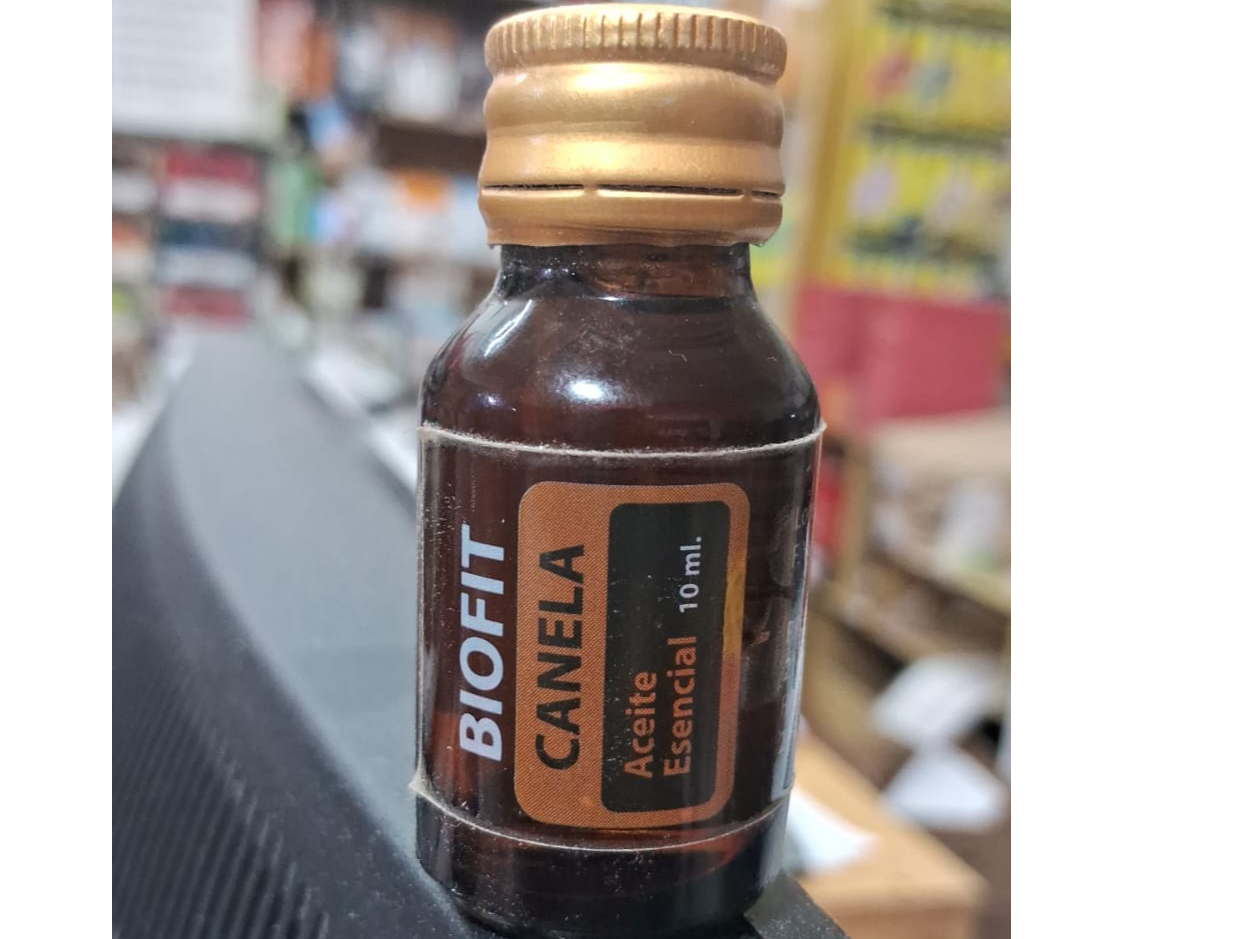 BIOFIT
CANELA
Aceite
Esencial 10 ml.